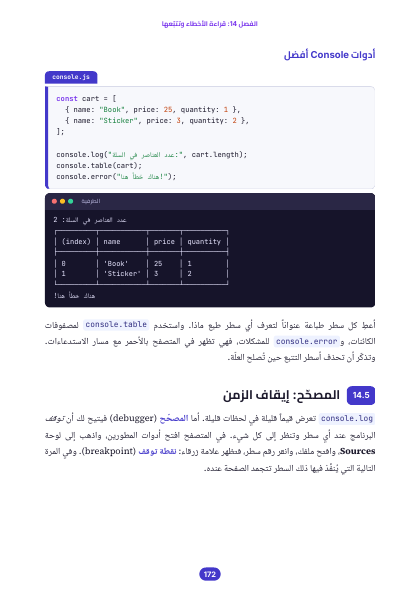 الفصل 14: قراءة الأخطاء وتتبّعها
أدوات Console أفضل
console.js
const cart = [
{ name: "Book", price: 25, quantity: 1 },
{ name: "Sticker", price: 3, quantity: 2 },
];
console.log("عدد العناصر في السلة:", cart.length);
console.table(cart);
console.error("هناك خطأ هنا!");
الطرفية
عدد العناصر في السلة: 2
(index) │ name │ price │ quantity
0 │ 'Book' │ 25 │ 1
1 │ 'Sticker' │ 3 │ 2
هناك خطأ هنا!
أعطِ كل سطر طباعة عنواناً لتعرف أي سطر طبع ماذا. واستخدم console.table لمصفوفات
الكائنات، و console.error للمشكلات، فهي تظهر في المتصفح بالأحمر مع مسار الاستدعاءات.
وتذكّر أن تحذف أسطر التتبع حين تُصلح العلّة.
14.5 المصحّح: إيقاف الزمن
console.log تعرض قيماً قليلة في لحظات قليلة. أما المصحّح (debugger) فيتيح لك أن توقف
البرنامج عند أي سطر وتنظر إلى كل شيء. في المتصفح افتح أدوات المطورين، واذهب إلى لوحة
Sources، وافتح ملفك، وانقر رقم سطر، فتظهر علامة زرقاء: نقطة توقف (breakpoint). وفي المرة
التالية التي يُنفَّذ فيها ذلك السطر تتجمد الصفحة عنده.
172